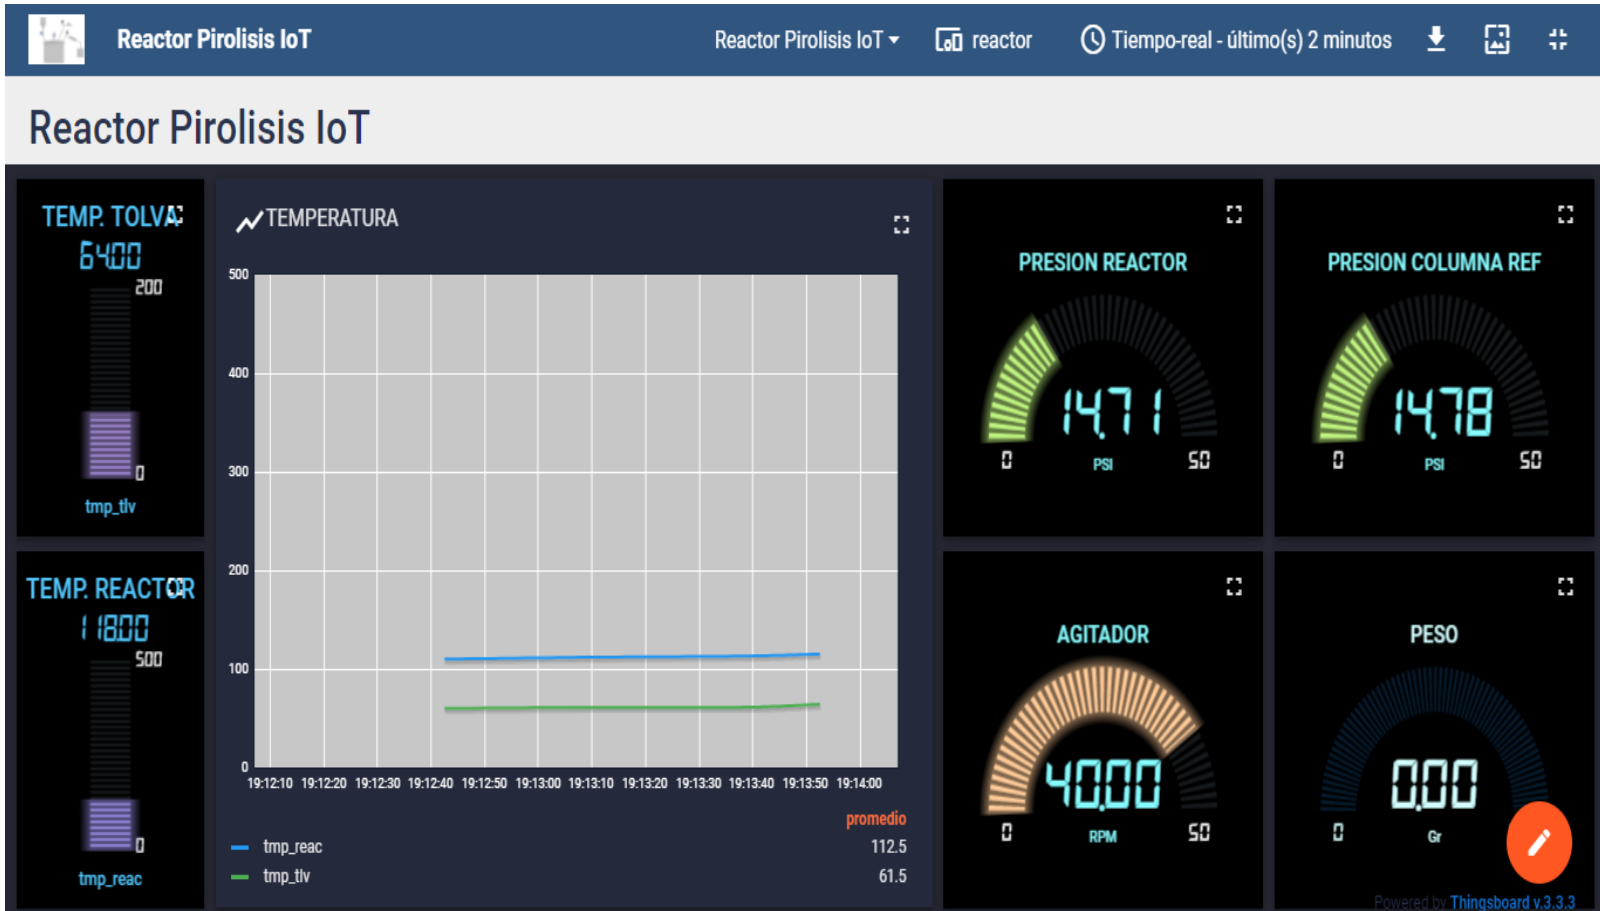 Reactor Pirolisis IoT
Reactor Pirolisis IoT
reactor
Tiempo-real - último(s) 2 minutos
Reactor Pirolisis IoT
TEMP. TOLVA
64.00
200
0
tmp_tlv
TEMP. REACTOR
118.00
500
0
tmp_reac
TEMPERATURA
500
400
300
200
100
0
19:12:10 19:12:20 19:12:30 19:12:40 19:12:50 19:13:00 19:13:10 19:13:20 19:13:30 19:13:40 19:13:50 19:14:00
promedio
tmp_reac 112.5
tmp_tlv 61.5
PRESION REACTOR
14.71
0 PSI 50
PRESION COLUMNA REF
14.78
0 PSI 50
AGITADOR
40.00
0 RPM 50
PESO
0.00
0 Gr
Powered by Thingsboard v.3.3.3